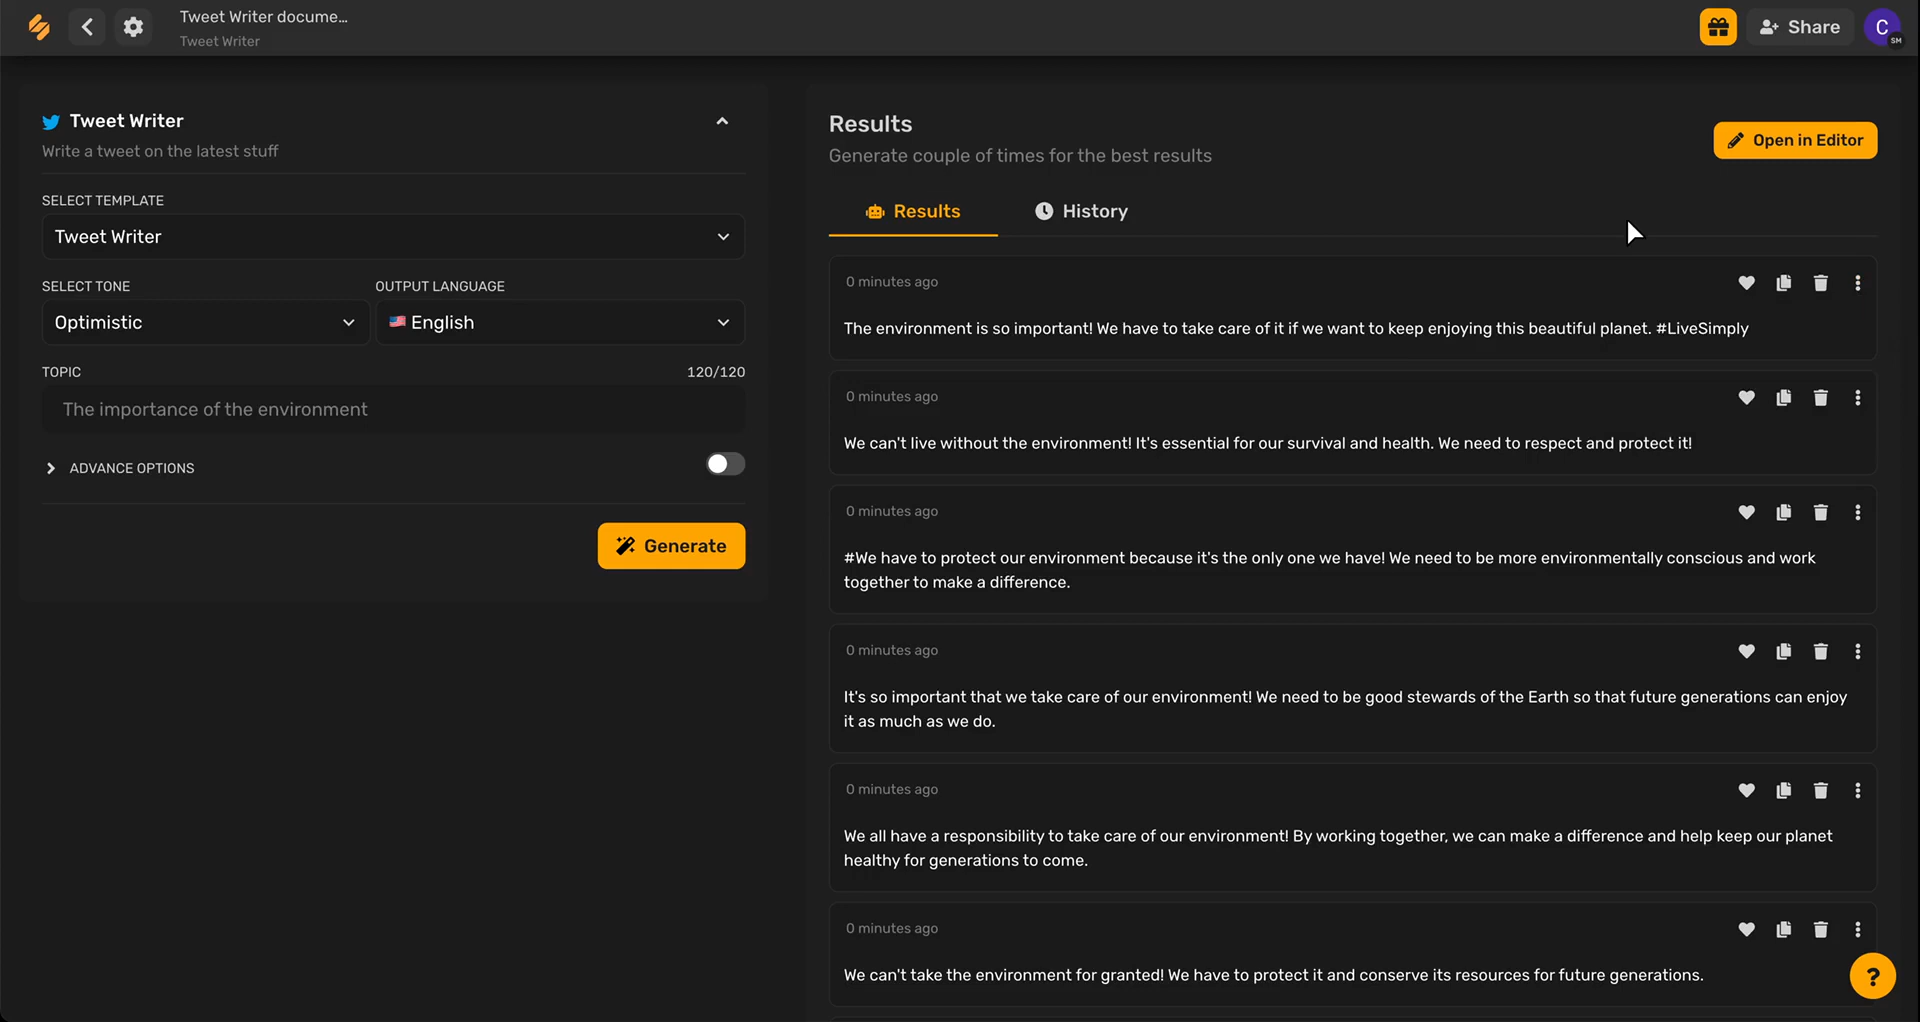 Tweet Writer docume...
Tweet Writer
Share
C
SM
Tweet Writer
Write a tweet on the latest stuff
SELECT TEMPLATE
Tweet Writer
SELECT TONE
OUTPUT LANGUAGE
Optimistic
English
TOPIC
120/120
The importance of the environment
ADVANCE OPTIONS
Generate
Results
Generate couple of times for the best results
Open in Editor
Results
History
0 minutes ago
The environment is so important! We have to take care of it if we want to keep enjoying this beautiful planet. #LiveSimply
0 minutes ago
We can't live without the environment! It's essential for our survival and health. We need to respect and protect it!
0 minutes ago
#We have to protect our environment because it's the only one we have! We need to be more environmentally conscious and work
together to make a difference.
0 minutes ago
It's so important that we take care of our environment! We need to be good stewards of the Earth so that future generations can enjoy
it as much as we do.
0 minutes ago
We all have a responsibility to take care of our environment! By working together, we can make a difference and help keep our planet
healthy for generations to come.
0 minutes ago
We can't take the environment for granted! We have to protect it and conserve its resources for future generations.
?